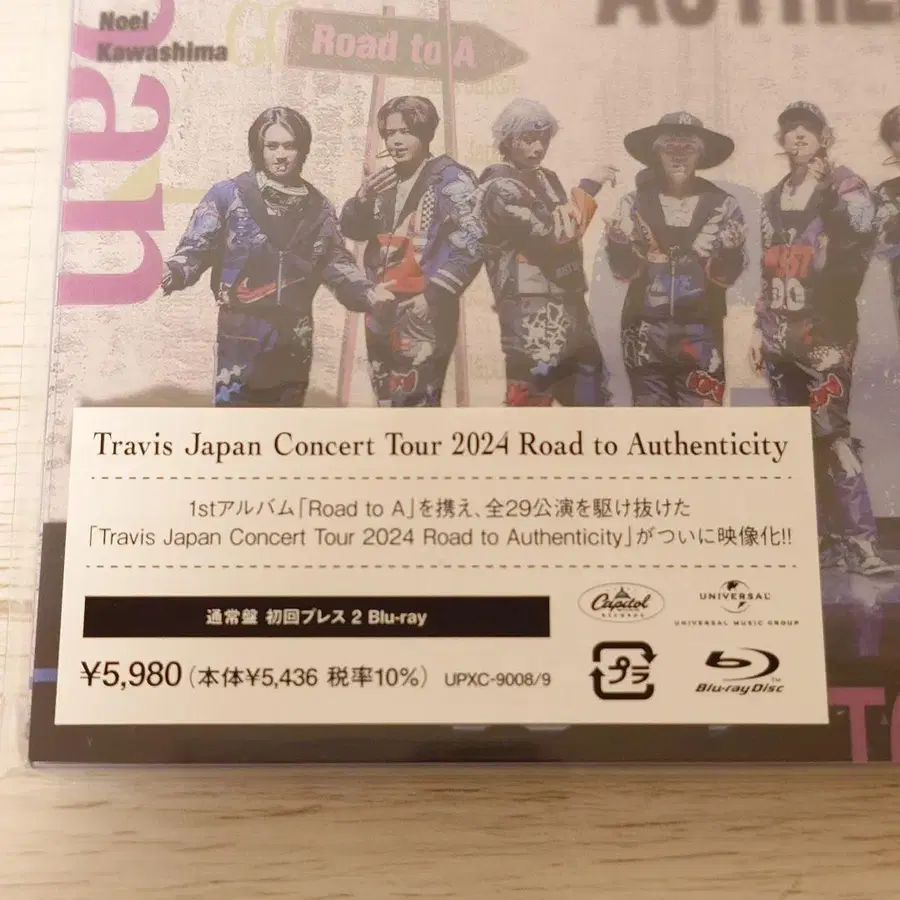 Noel
Kawashima
Road to A
pan
Travis Japan Concert Tour 2024 Road to Authenticity
1stアルバム「Road to A」を携え、全29公演を駆け抜けた
「Travis Japan Concert Tour 2024 Road to Authenticity」がついに映像化!!
通常盤 初回プレス 2 Blu-ray
¥5,980(本体¥5,436 税率10%) UPXC-9008/9
Capitol
RECORDS
UNIVERSAL
UNIVERSAL MUSIC GROUP
プラ
Blu-ray Disc
TM